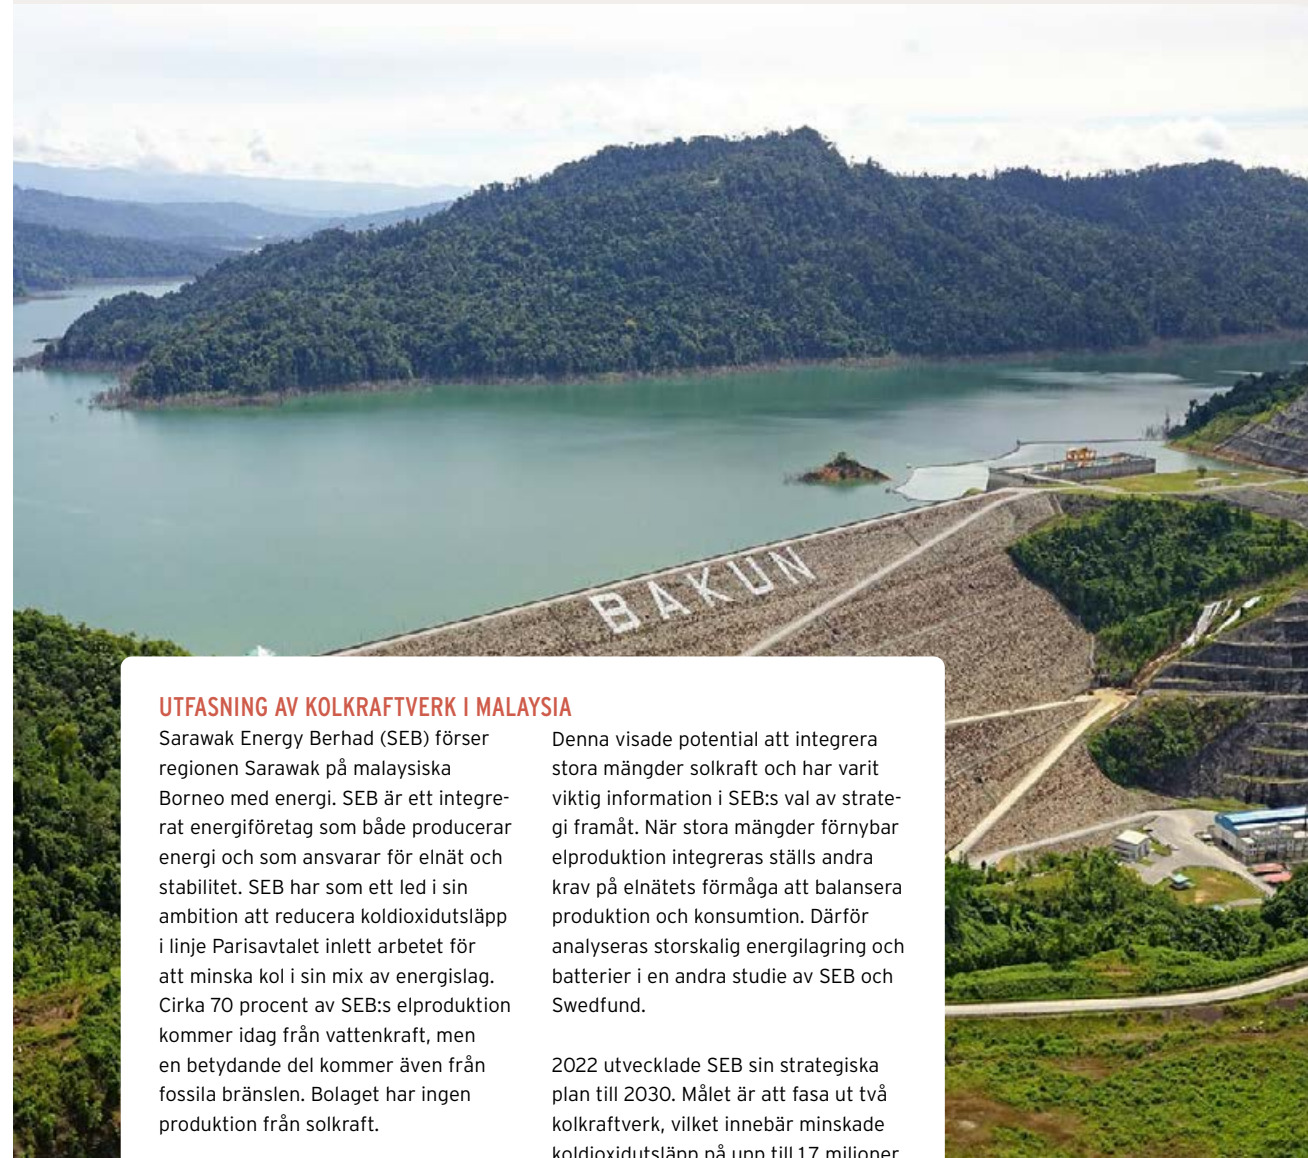 BAKUN
UTFASNING AV KOLKRAFTVERK I MALAYSIA
Sarawak Energy Berhad (SEB) förser
regionen Sarawak på malaysiska
Borneo med energi. SEB är ett integre-
rat energiföretag som både producerar
energi och som ansvarar för elnät och
stabilitet. SEB har som ett led i sin
ambition att reducera koldioxidutsläpp
i linje Parisavtalet inlett arbetet för
att minska kol i sin mix av energislag.
Cirka 70 procent av SEB:s elproduktion
kommer idag från vattenkraft, men
en betydande del kommer även från
fossila bränslen. Bolaget har ingen
produktion från solkraft.
Denna visade potential att integrera
stora mängder solkraft och har varit
viktig information i SEB:s val av strate-
gi framåt. När stora mängder förnybar
elproduktion integreras ställs andra
krav på elnätets förmåga att balansera
produktion och konsumtion. Därför
analyseras storskalig energilagring och
batterier i en andra studie av SEB och
Swedfund.
2022 utvecklade SEB sin strategiska
plan till 2030. Målet är att fasa ut två
kolkraftverk, vilket innebär minskade
koldioxidutsläpp på upp till 1,7 miljoner